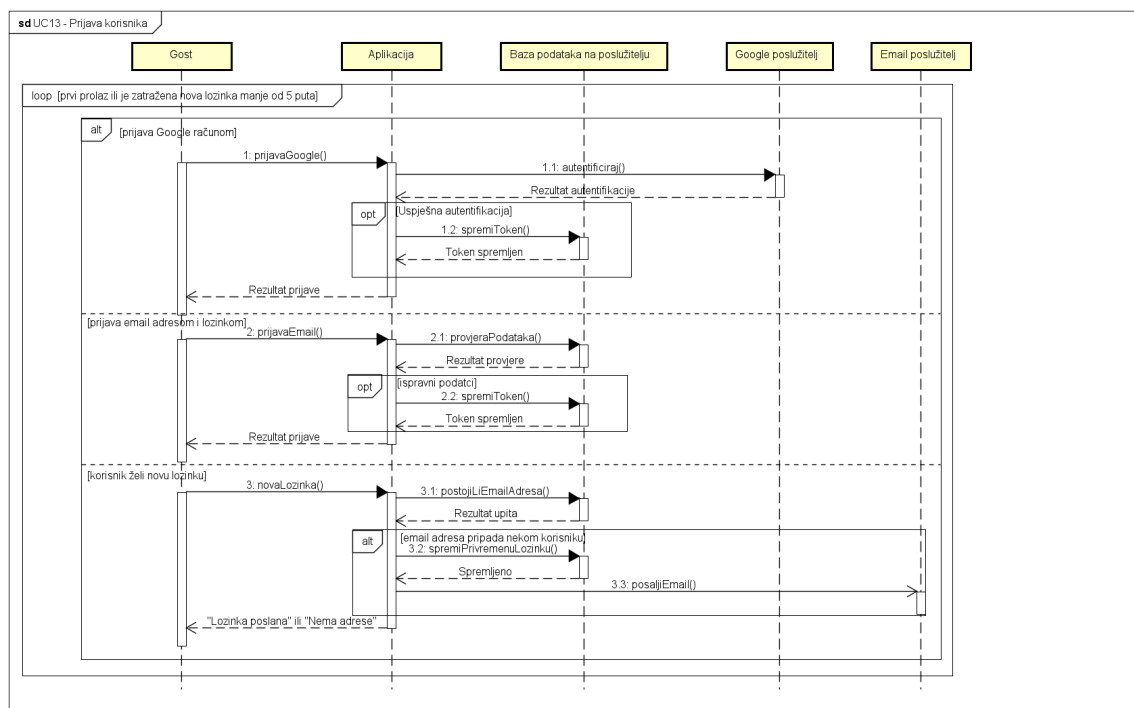 sd UC13 - Prijava korisnika
Gost
Aplikacija
Baza podataka na poslužitelju
Google poslužitelj
Email poslužitelj
loop [prvi prolaz ili je zatražena nova lozinka manje od 5 puta]
alt [prijava Google računom]
1: prijavaGoogle()
1.1: autentificiraj()
Rezultat autentifikacije
opt [Uspješna autentifikacija]
1.2: spremiToken()
Token spremljen
Rezultat prijave
[prijava email adresom i lozinkom]
2: prijavaEmail()
2.1: provjeraPodataka()
Rezultat provjere
opt [ispravni podatci]
2.2: spremiToken()
Token spremljen
Rezultat prijave
[korisnik želi novu lozinku]
3: novaLozinka()
3.1: postojiLiEmailAdresa()
Rezultat upita
alt [email adresa pripada nekom korisniku]
3.2: spremiPrivremenuLozinku()
Spremljeno
3.3: posaljiEmail()
"Lozinka poslana" ili "Nema adrese"